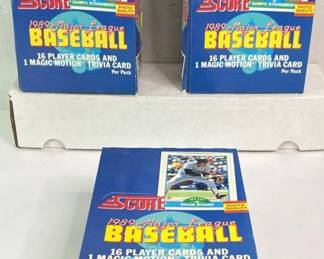 SCORE
1989 Major League
BASEBALL
16 PLAYER CARDS AND
1 MAGIC MOTION TRIVIA CARD
Per Pack
SCORE
1989 Major League
BASEBALL
16 PLAYER CARDS AND
1 MAGIC MOTION TRIVIA CARD
Per Pack
SCORE
1989 Major League
BASEBALL
16 PLAYER CARDS AND
1 MAGIC MOTION TRIVIA CARD